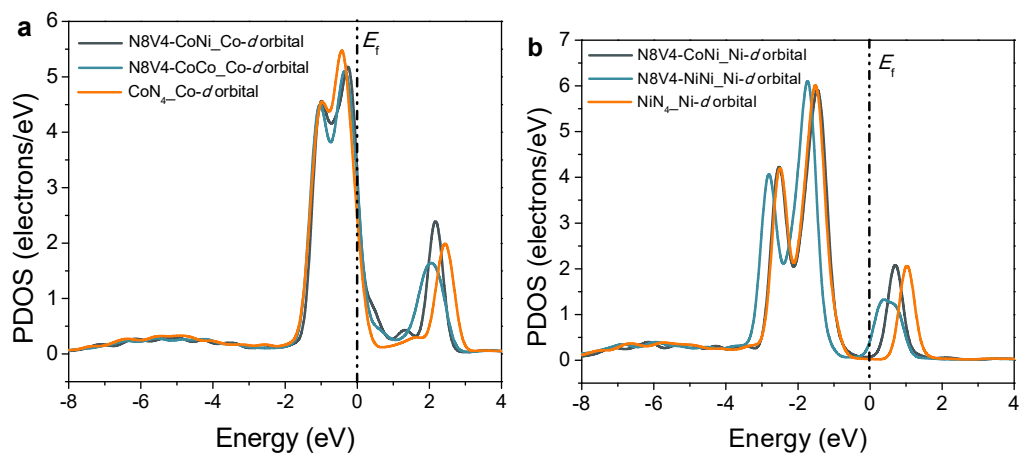 a
N8V4-CoNi_Co-d orbital
N8V4-CoCo_Co-d orbital
CoN₄_Co-d orbital
Ef
PDOS (electrons/eV)
6
5
4
3
2
1
0
-8
-6
-4
-2
0
2
4
Energy (eV)
b
N8V4-CoNi_Ni-d orbital
N8V4-NiNi_Ni-d orbital
NiN₄_Ni-d orbital
Ef
PDOS (electrons/eV)
7
6
5
4
3
2
1
0
-8
-6
-4
-2
0
2
4
Energy (eV)